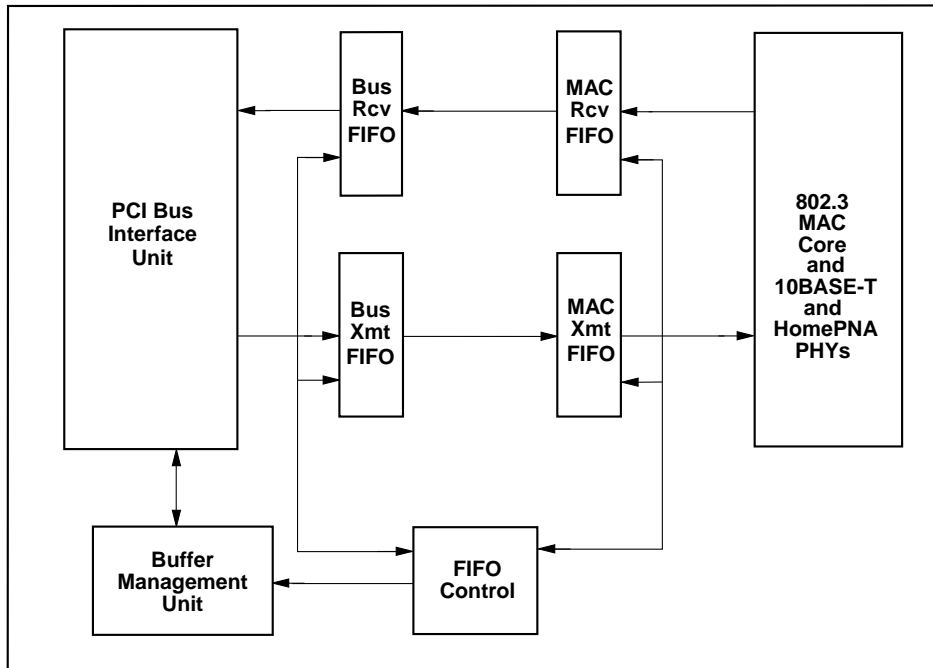 PCI Bus
Interface
Unit
Bus
Rcv
FIFO
MAC
Rcv
FIFO
802.3
MAC
Core
and
10BASE-T
and
HomePNA
PHYs
Bus
Xmt
FIFO
MAC
Xmt
FIFO
Buffer
Management
Unit
FIFO
Control